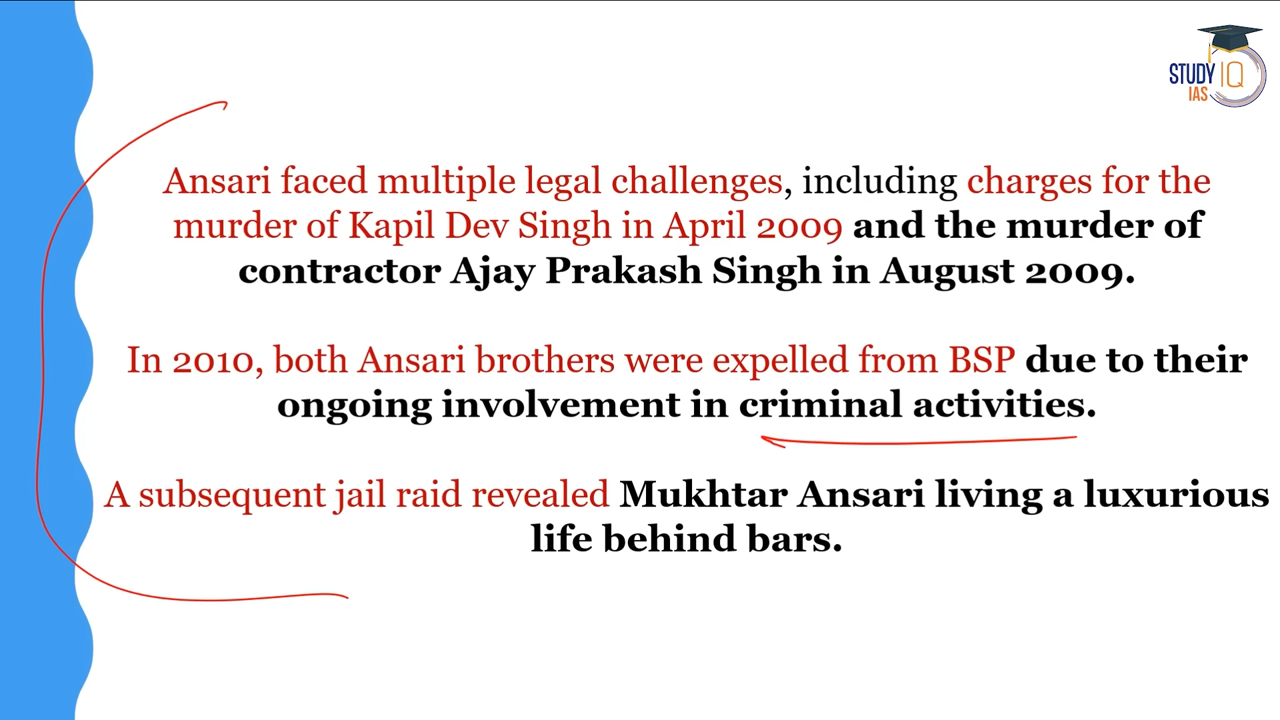 STUDY IQ
IAS
Ansari faced multiple legal challenges, including charges for the
murder of Kapil Dev Singh in April 2009 and the murder of
contractor Ajay Prakash Singh in August 2009.
In 2010, both Ansari brothers were expelled from BSP due to their
ongoing involvement in criminal activities.
A subsequent jail raid revealed Mukhtar Ansari living a luxurious
life behind bars.